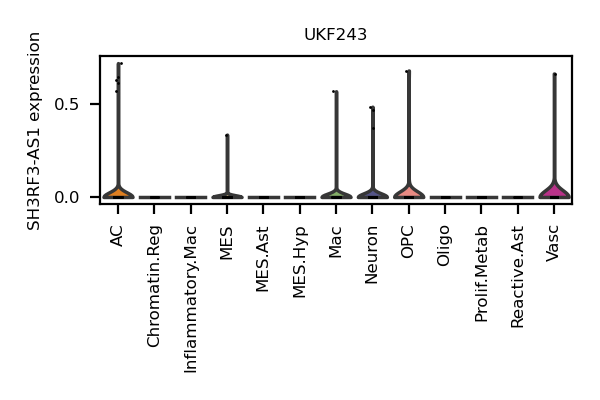 UKF243
SH3RF3-AS1 expression
0.5
0.0
AC
Chromatin.Reg
Inflammatory.Mac
MES
MES.Ast
MES.Hyp
Mac
Neuron
OPC
Oligo
Prolif.Metab
Reactive.Ast
Vasc